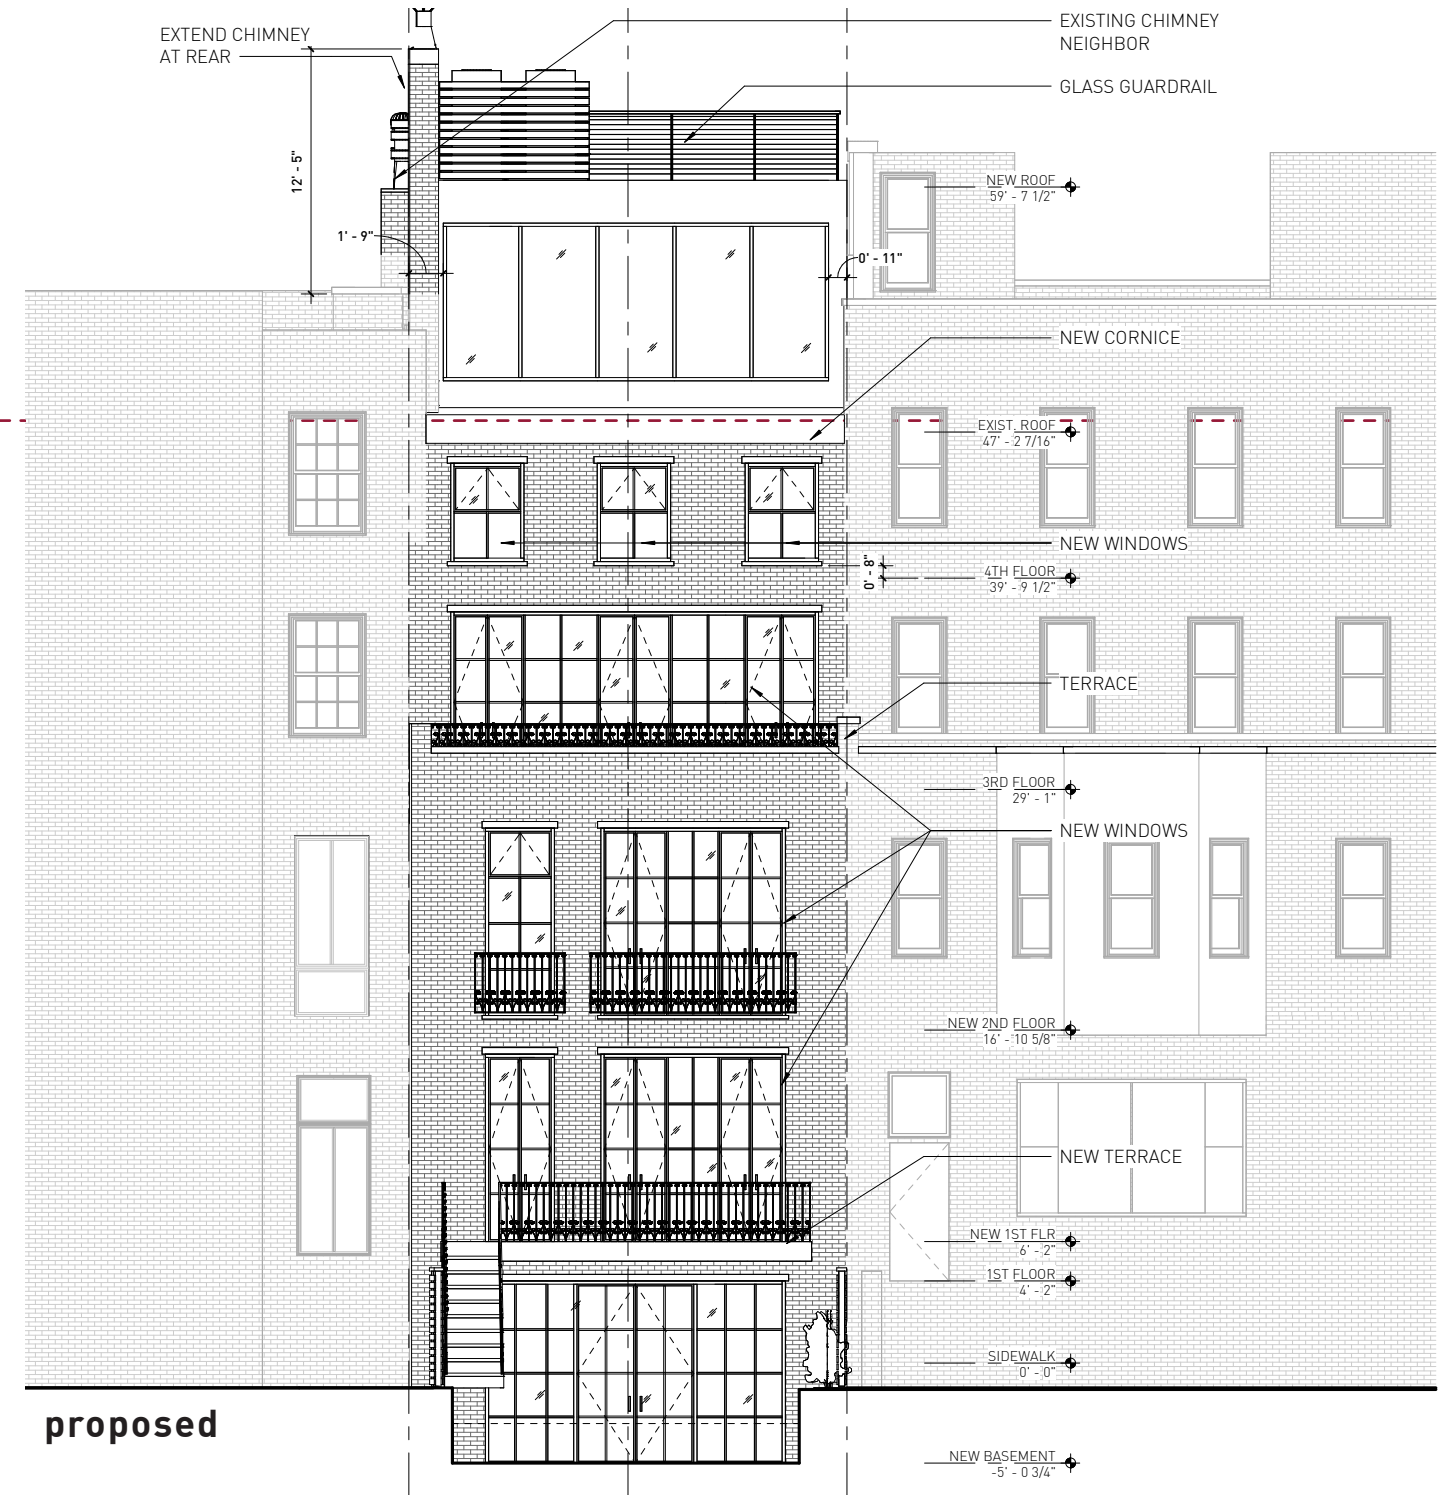 EXTEND CHIMNEY
AT REAR
EXISTING CHIMNEY
NEIGHBOR
GLASS GUARDRAIL
12' - 5"
NEW ROOF
59' - 7 1/2"
1' - 9"
0' - 11"
NEW CORNICE
EXIST. ROOF
47' - 2 7/16"
NEW WINDOWS
0' - 8"
4TH FLOOR
39' - 9 1/2"
TERRACE
3RD FLOOR
29' - 1"
NEW WINDOWS
NEW 2ND FLOOR
16' - 10 5/8"
NEW TERRACE
NEW 1ST FLR
6' - 2"
1ST FLOOR
4' - 2"
SIDEWALK
0' - 0"
proposed
NEW BASEMENT
-5' - 0 3/4"